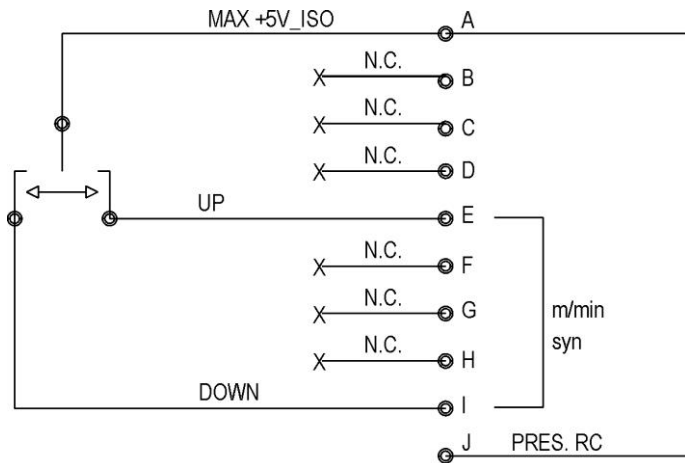 MAX +5V_ISO A
X N.C. B
X N.C. C
X N.C. D
UP E
X N.C. F
X N.C. G
X N.C. H
m/min
syn
DOWN I
J PRES. RC